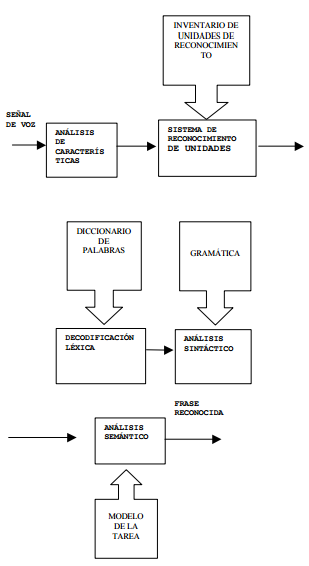 INVENTARIO DE
UNIDADES DE
RECONOCIMIEN
TO
SEÑAL
DE VOZ
ANÁLISIS
DE
CARACTERÍS
TICAS
SISTEMA DE
RECONOCIMIENTO
DE UNIDADES
DICCIONARIO
DE
PALABRAS
GRAMÁTICA
DECODIFICACIÓN
LÉXICA
ANÁLISIS
SINTÁCTICO
FRASE
RECONOCIDA
ANÁLISIS
SEMÁNTICO
MODELO
DE LA
TAREA